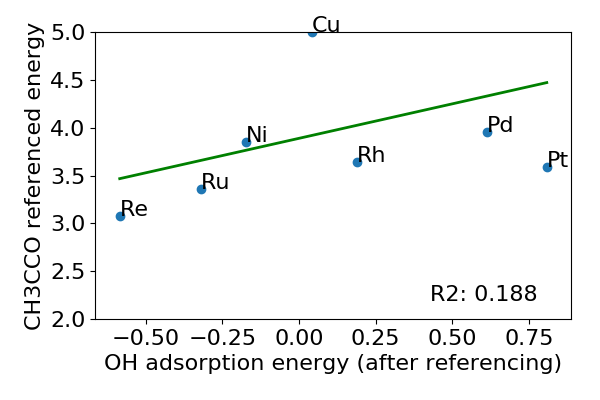 CH3CCO referenced energy
5.0
4.5
4.0
3.5
3.0
2.5
2.0
Cu
Ni
Pd
Rh
Pt
Ru
Re
R2: 0.188
−0.50 −0.25 0.00 0.25 0.50 0.75
OH adsorption energy (after referencing)